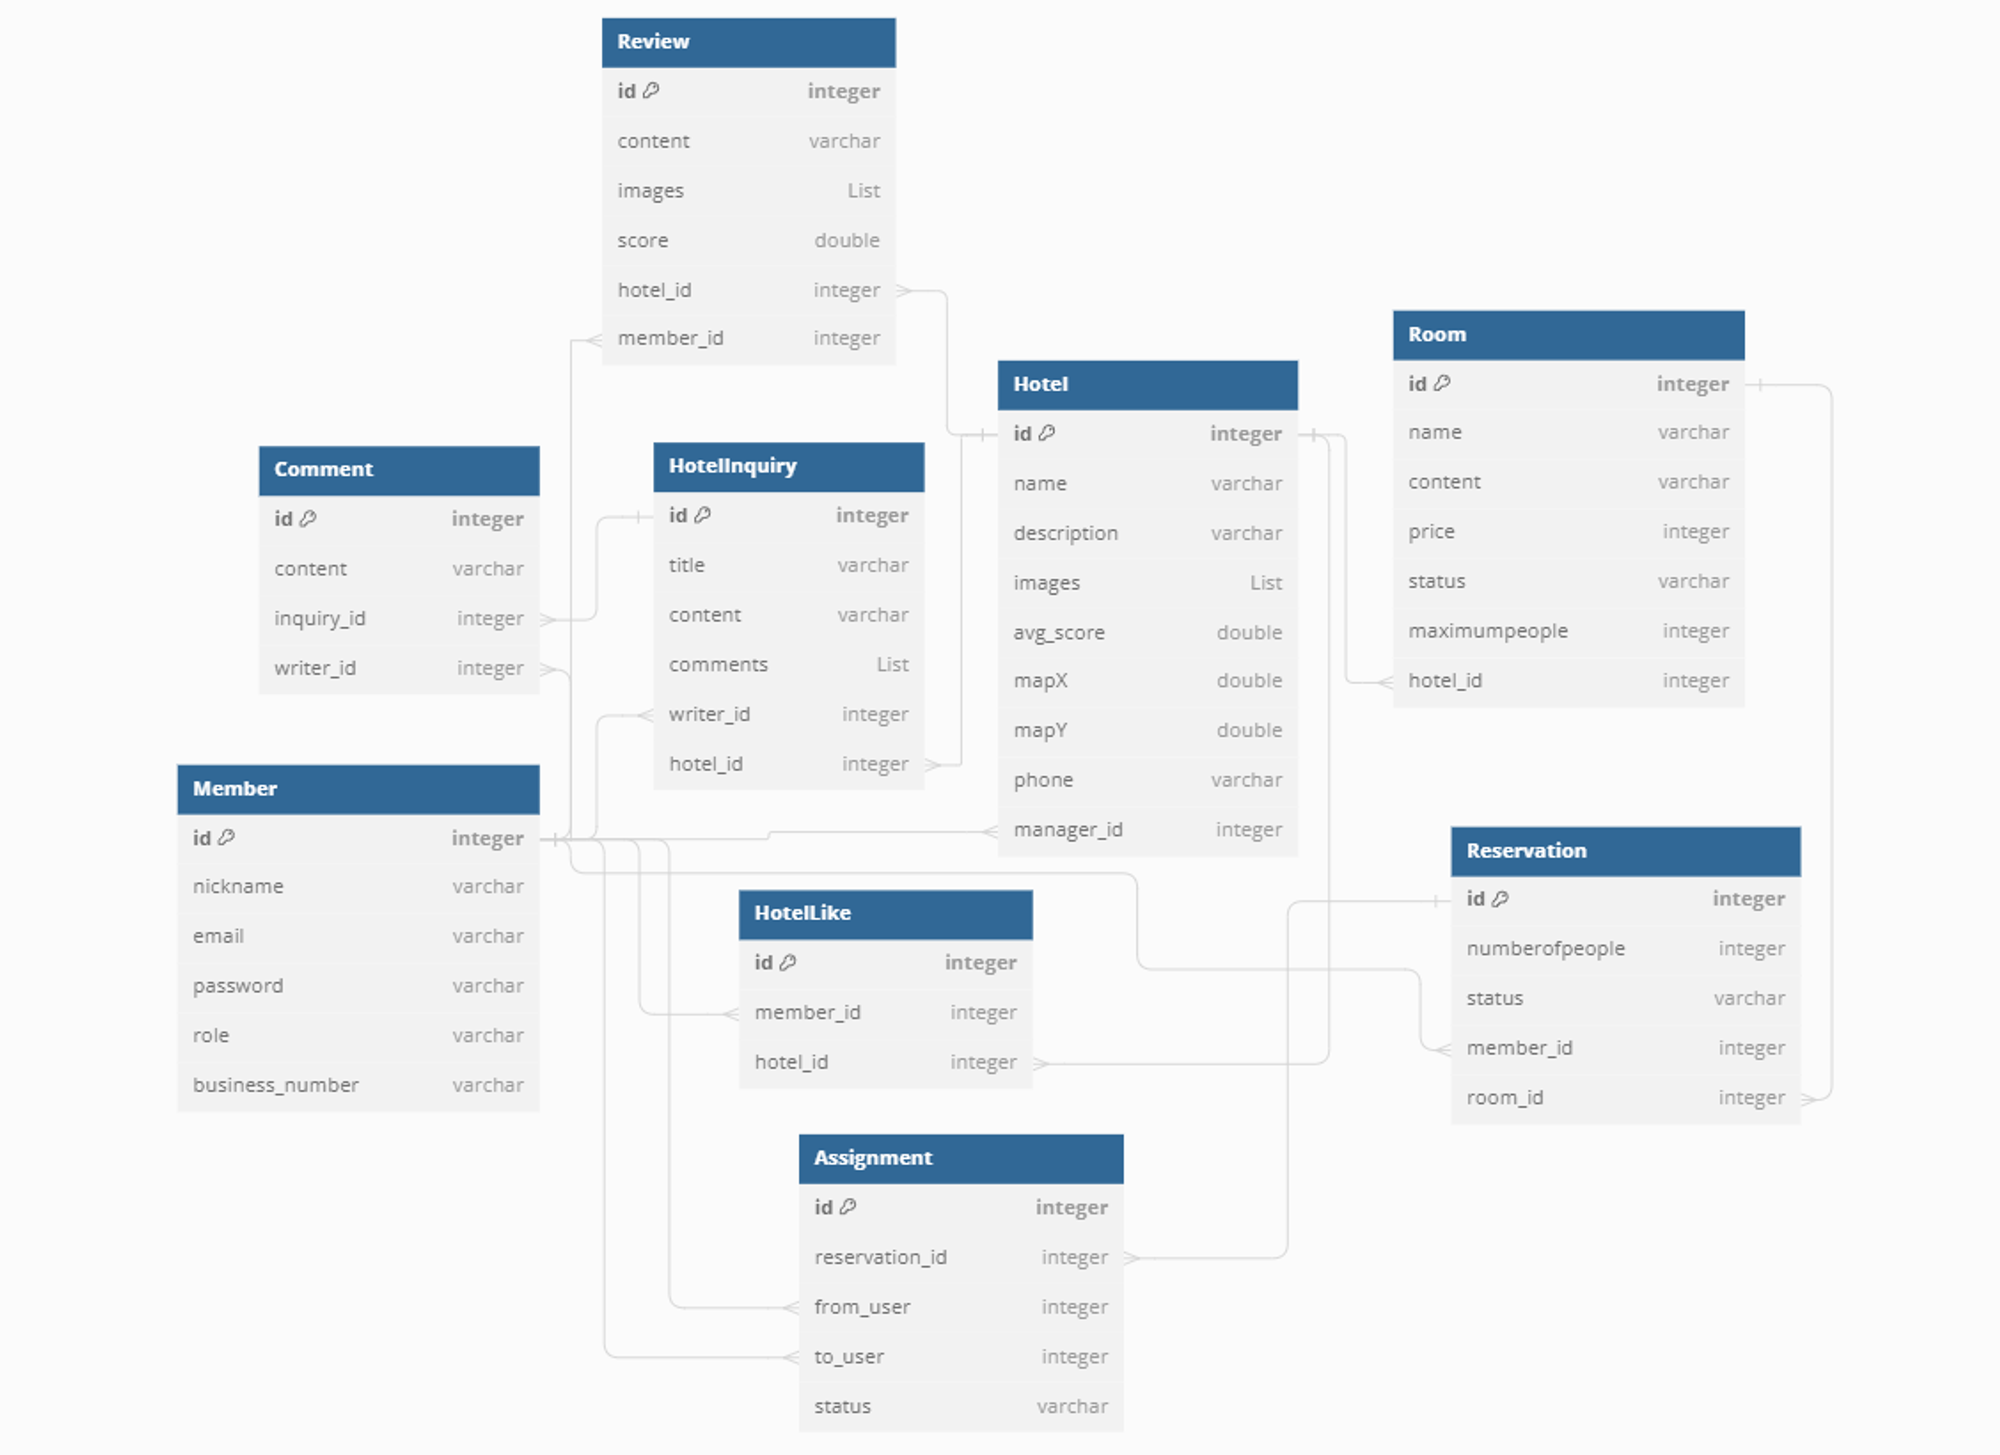 Review
id integer
content varchar
images List
score double
hotel_id integer
member_id integer
Comment
id integer
content varchar
inquiry_id integer
writer_id integer
HotelInquiry
id integer
title varchar
content varchar
comments List
writer_id integer
hotel_id integer
Hotel
id integer
name varchar
description varchar
images List
avg_score double
mapX double
mapY double
phone varchar
manager_id integer
Room
id integer
name varchar
content varchar
price integer
status varchar
maximumpeople integer
hotel_id integer
Member
id integer
nickname varchar
email varchar
password varchar
role varchar
business_number varchar
HotelLike
id integer
member_id integer
hotel_id integer
Reservation
id integer
numberofpeople integer
status varchar
member_id integer
room_id integer
Assignment
id integer
reservation_id integer
from_user integer
to_user integer
status varchar